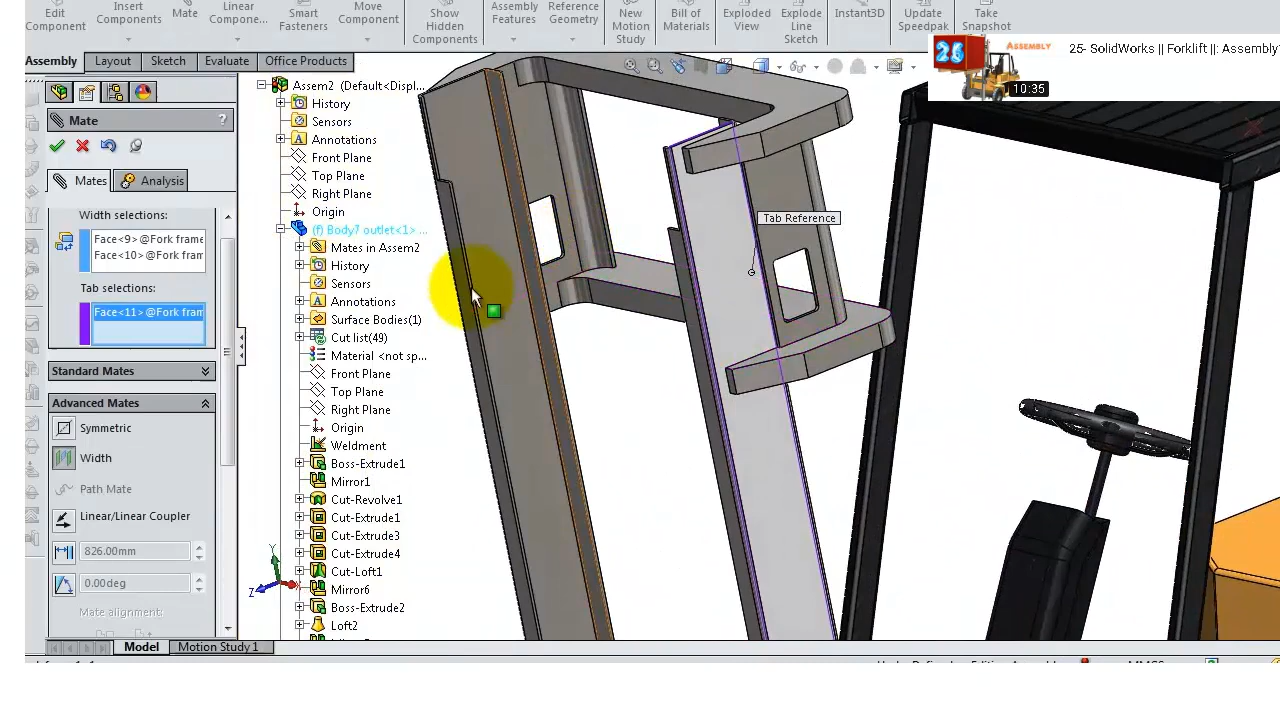 Edit
Component
Insert
Components
Mate
Linear
Compone...
Smart
Fasteners
Move
Component
Show
Hidden
Components
Assembly
Features
Reference
Geometry
New
Motion
Study
Bill of
Materials
Exploded
View
Explode
Line
Sketch
Instant3D
Update
Speedpak
Take
Snapshot
25
ASSEMBLY
10:35
25- SolidWorks || Forklift ||: Assembly
Assembly
Layout
Sketch
Evaluate
Office Products
Mate
?
Mates
Analysis
Width selections:
Face<9>@Fork frame
Face<10>@Fork frame
Tab selections:
Face<11>@Fork fram
Standard Mates
Advanced Mates
Symmetric
Width
Path Mate
Linear/Linear Coupler
826.00mm
0.00deg
Mate alignment:
Assem2 (Default<Displ...
History
Sensors
Annotations
Front Plane
Top Plane
Right Plane
Origin
(f) Body7 outlet<1> ...
Mates in Assem2
History
Sensors
Annotations
Surface Bodies(1)
Cut list(49)
Material <not sp...
Front Plane
Top Plane
Right Plane
Origin
Weldment
Boss-Extrude1
Mirror1
Cut-Revolve1
Cut-Extrude1
Cut-Extrude3
Cut-Extrude4
Cut-Loft1
Mirror6
Boss-Extrude2
Loft2
Tab Reference
Y
Z
Model
Motion Study 1